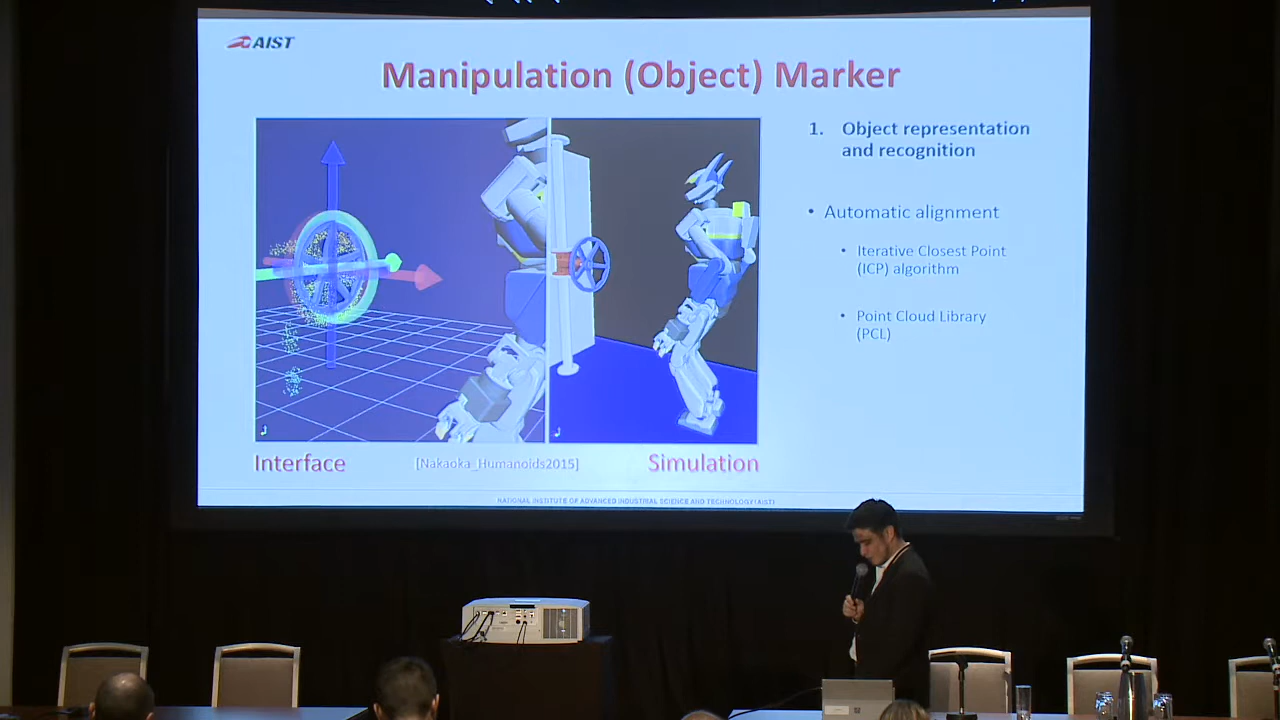 AIST
Manipulation (Object) Marker
1. Object representation
and recognition
• Automatic alignment
• Iterative Closest Point
(ICP) algorithm
• Point Cloud Library
(PCL)
Interface
[Nakaoka_Humanoids2015]
Simulation
NATIONAL INSTITUTE OF ADVANCED INDUSTRIAL SCIENCE AND TECHNOLOGY (AIST)